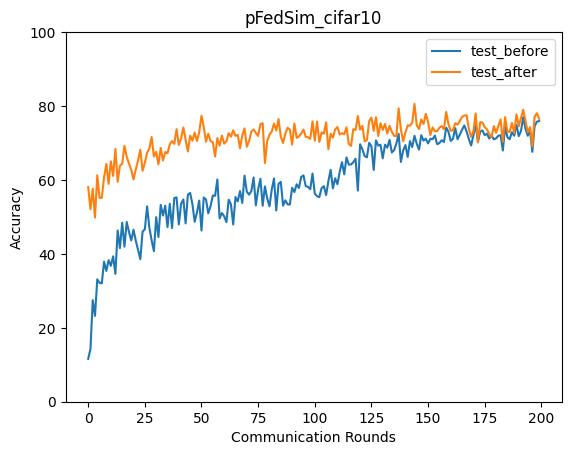 pFedSim_cifar10
test_before
test_after
Accuracy
100
80
60
40
20
0
0 25 50 75 100 125 150 175 200
Communication Rounds